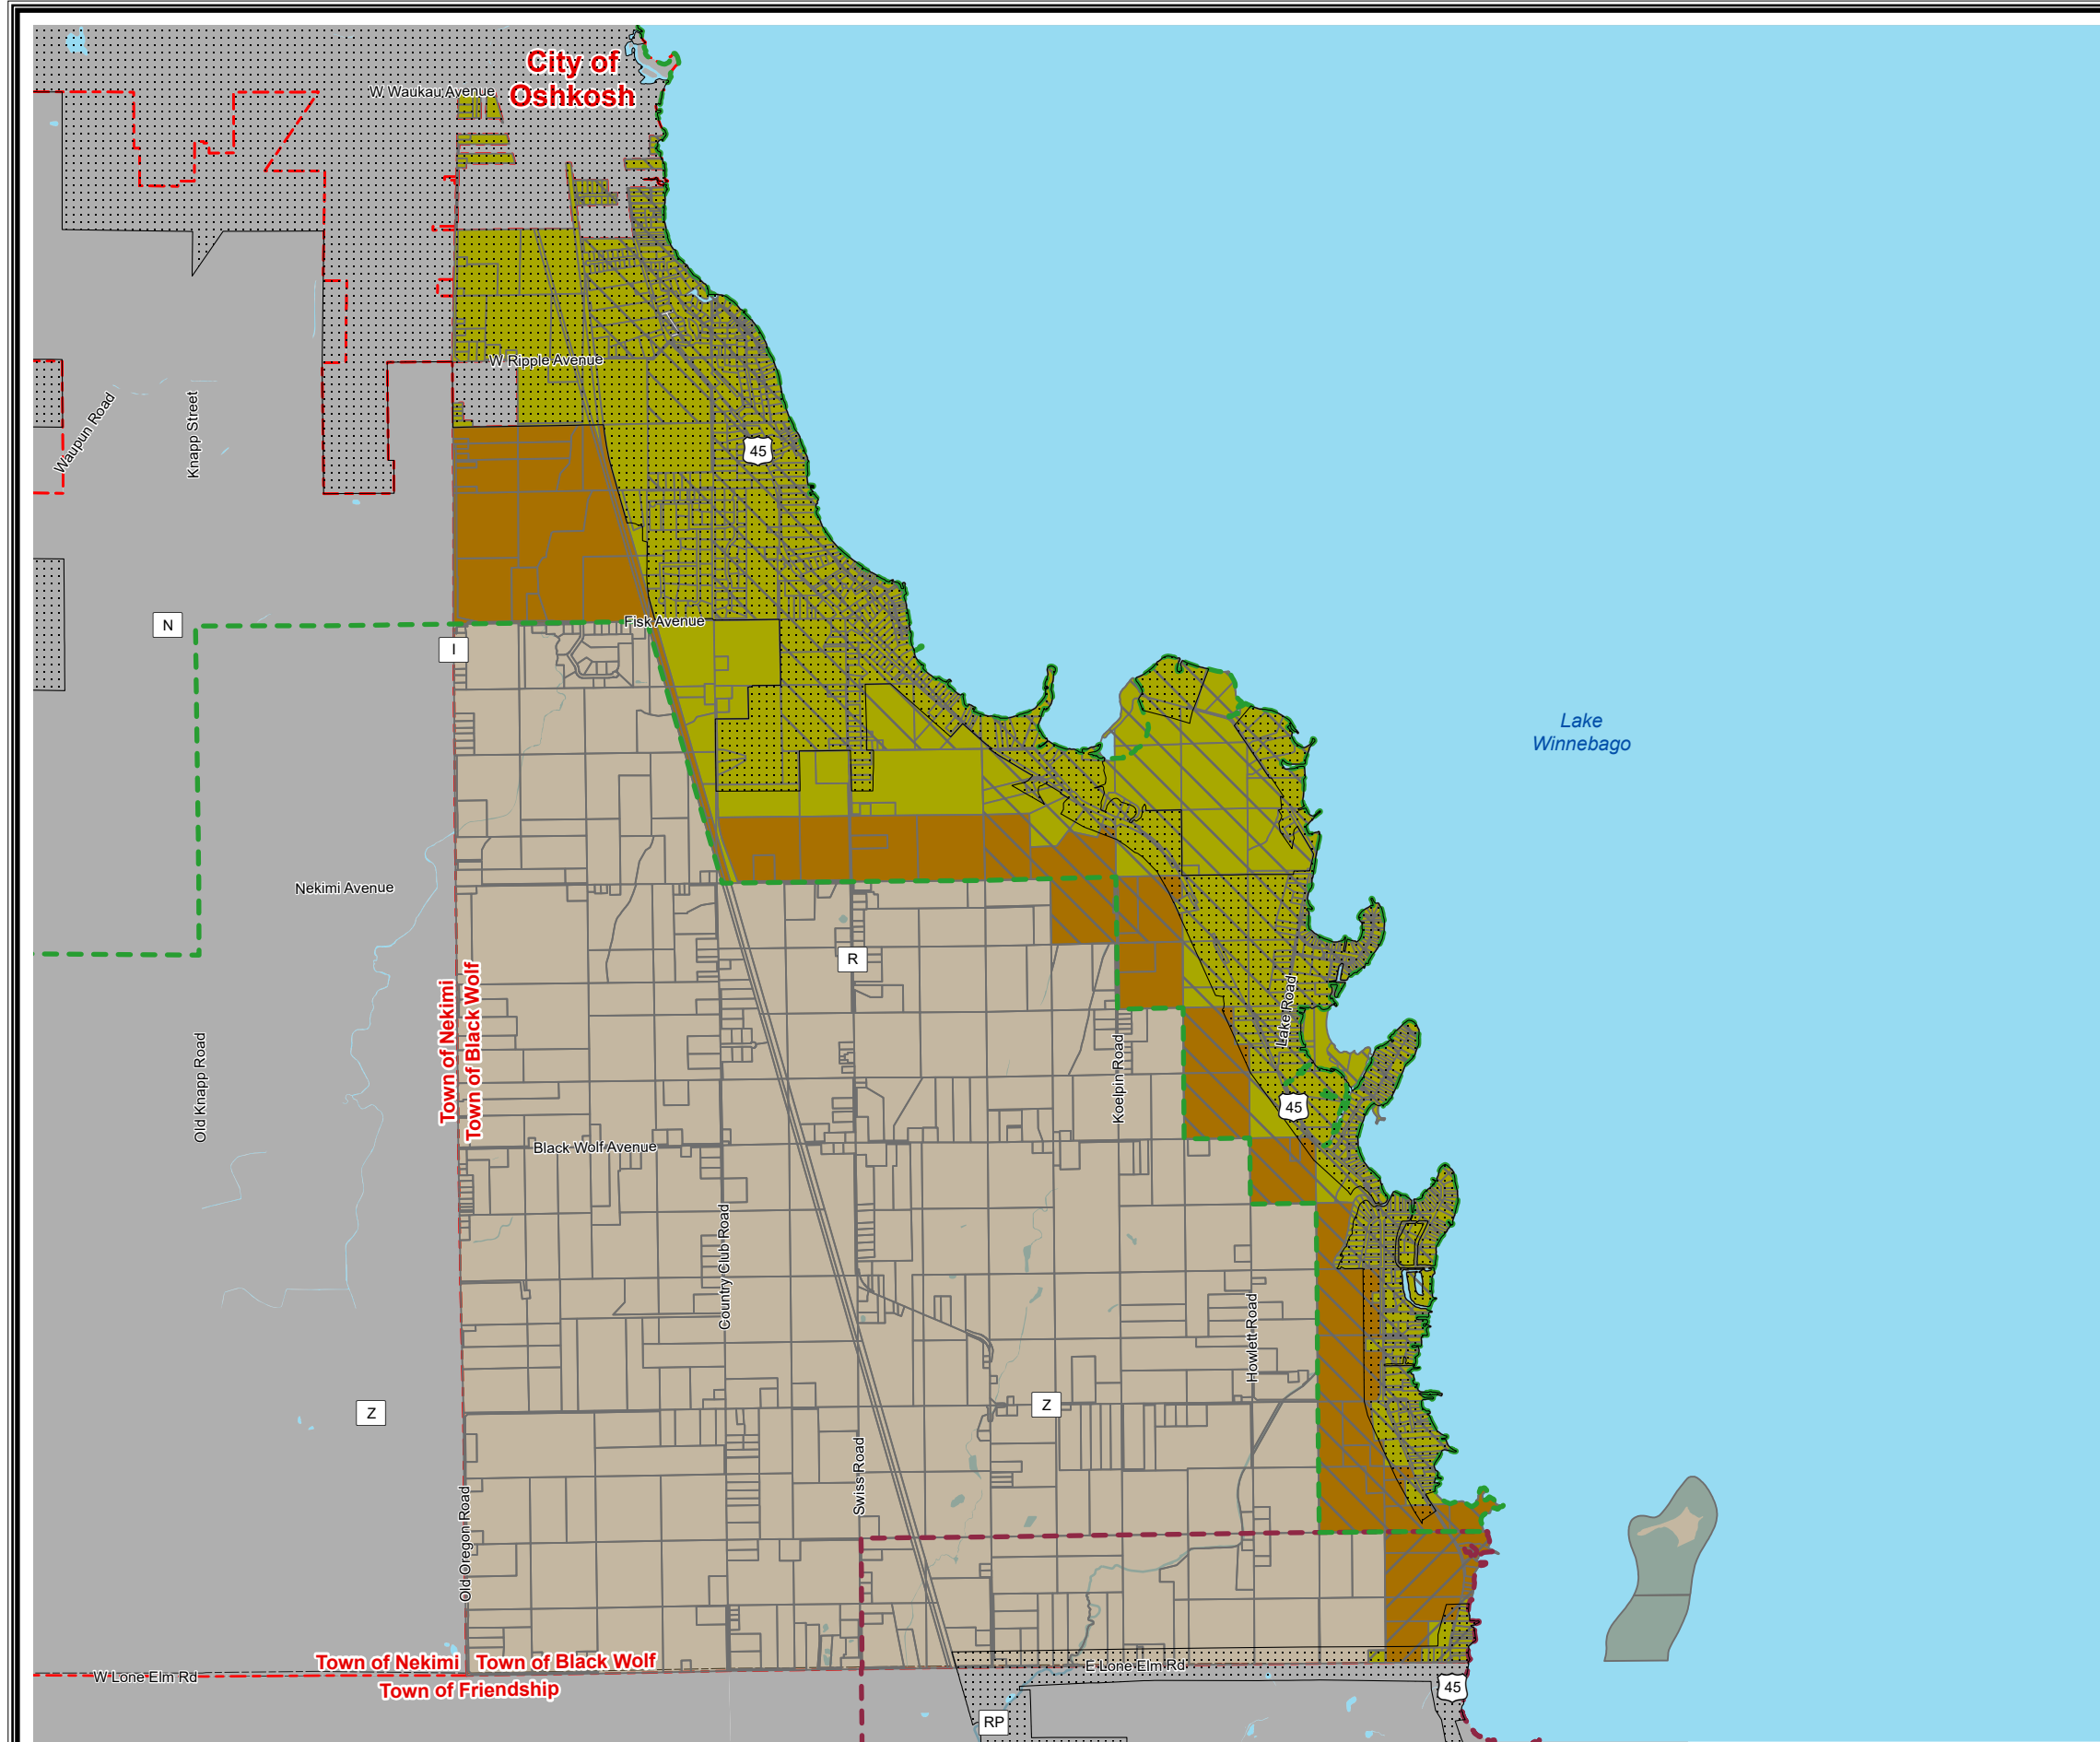 City of
Oshkosh
W Waukau Avenue
W Ripple Avenue
Waupun Road
Knapp Street
45
N
Fisk Avenue
I
Lake
Winnebago
Nekimi Avenue
R
Town of Nekimi
Town of Black Wolf
Lake Road
Old Knapp Road
Koelpin Road
45
Black Wolf Avenue
Country Club Road
Howlett Road
Z
Z
Swiss Road
Old Oregon Road
Town of Nekimi
Town of Black Wolf
W Lone Elm Rd
Town of Friendship
E Lone Elm Rd
45
RP